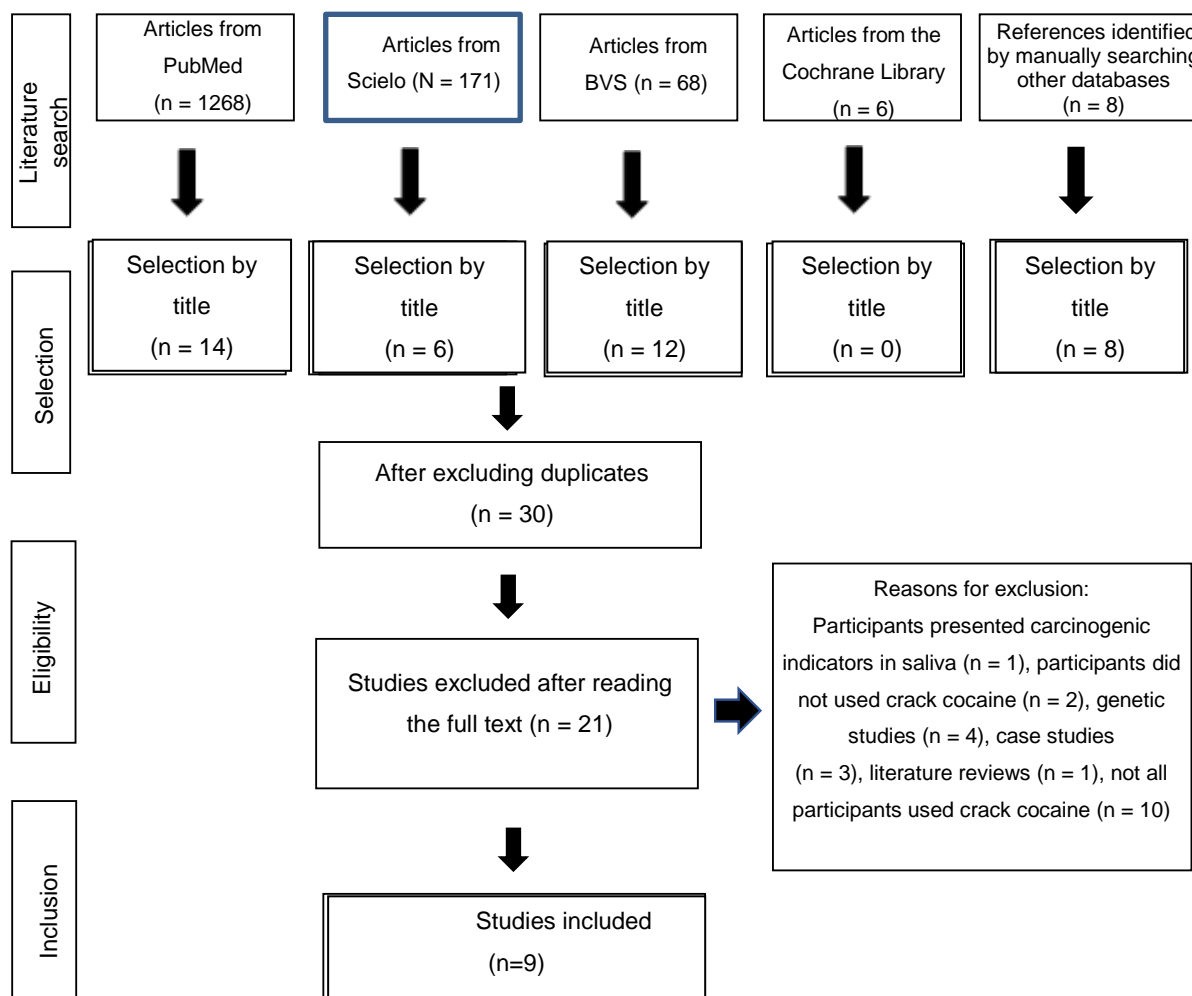 Literature
search
Articles from
PubMed
(n = 1268)
Articles from
Scielo (N = 171)
Articles from
BVS (n = 68)
Articles from the
Cochrane Library
(n = 6)
References identified
by manually searching
other databases
(n = 8)
Selection
Selection by
title
(n = 14)
Selection by
title
(n = 6)
Selection by
title
(n = 12)
Selection by
title
(n = 0)
Selection by
title
(n = 8)
After excluding duplicates
(n = 30)
Eligibility
Studies excluded after reading
the full text (n = 21)
Reasons for exclusion:
Participants presented carcinogenic
indicators in saliva (n = 1), participants did
not used crack cocaine (n = 2), genetic
studies (n = 4), case studies
(n = 3), literature reviews (n = 1), not all
participants used crack cocaine (n = 10)
Inclusion
Studies included
(n=9)